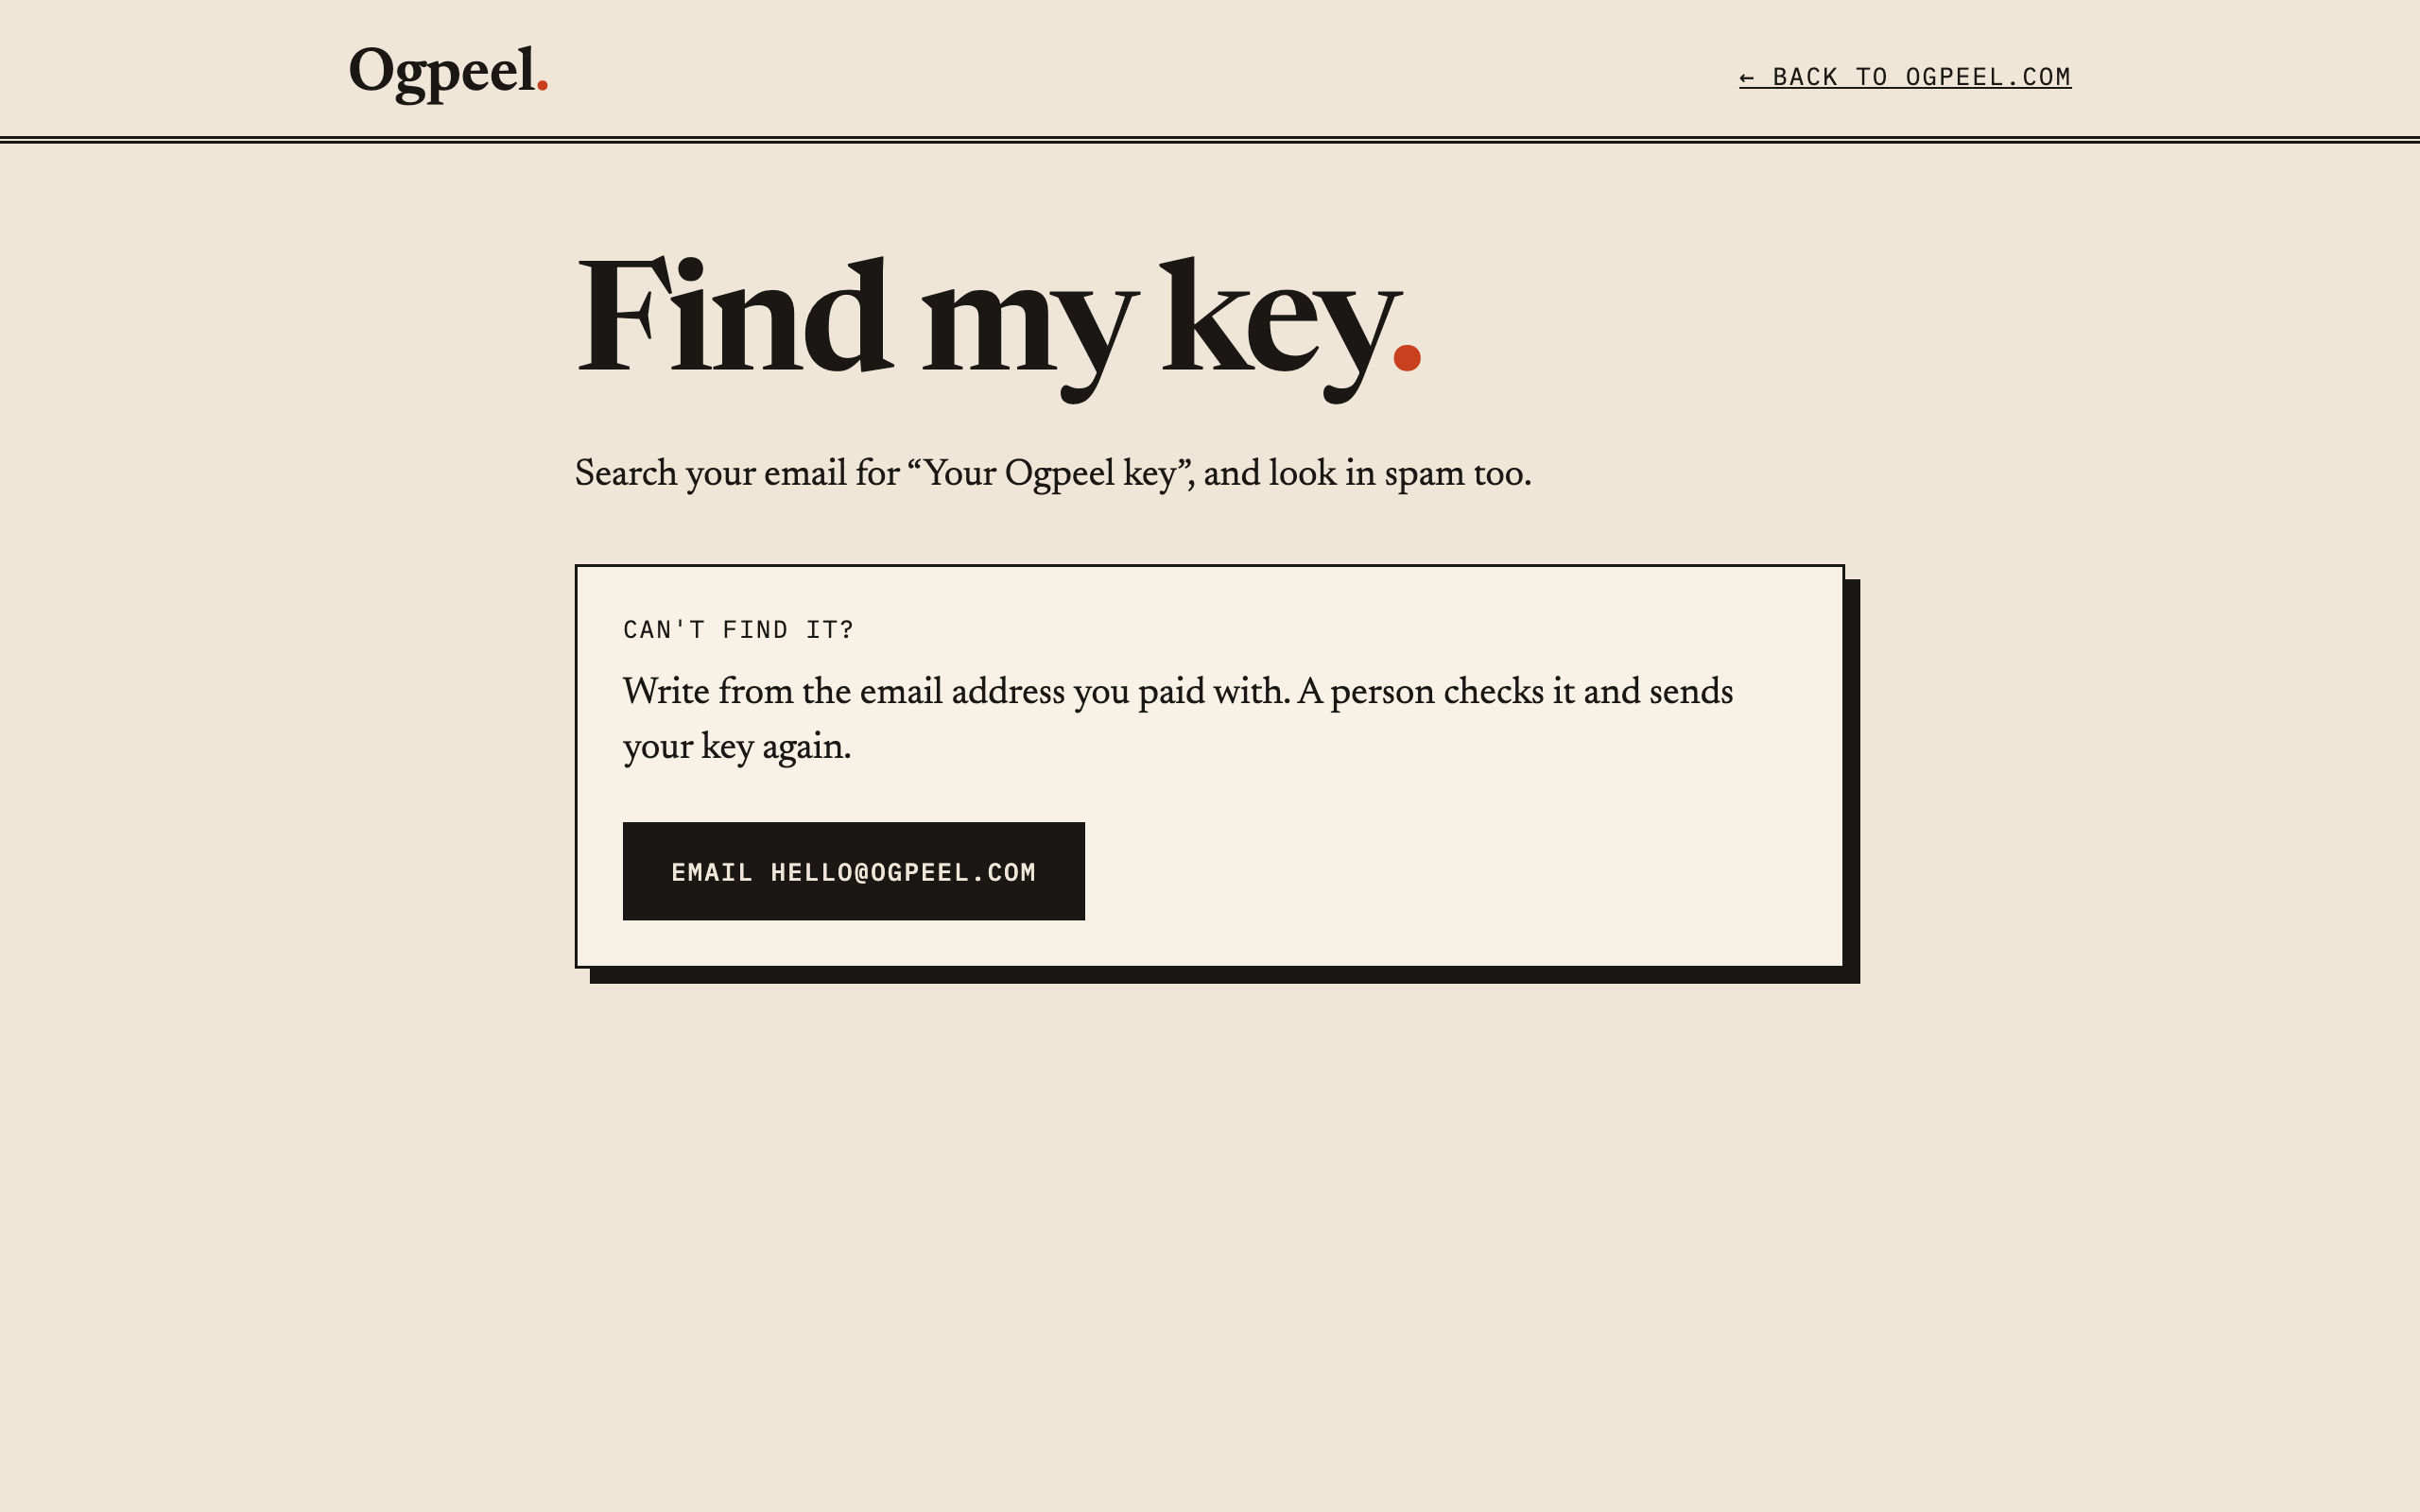 Ogpeel.
← BACK TO OGPEEL.COM
Find my key.
Search your email for “Your Ogpeel key”, and look in spam too.
CAN'T FIND IT?
Write from the email address you paid with. A person checks it and sends
your key again.
EMAIL HELLO@OGPEEL.COM